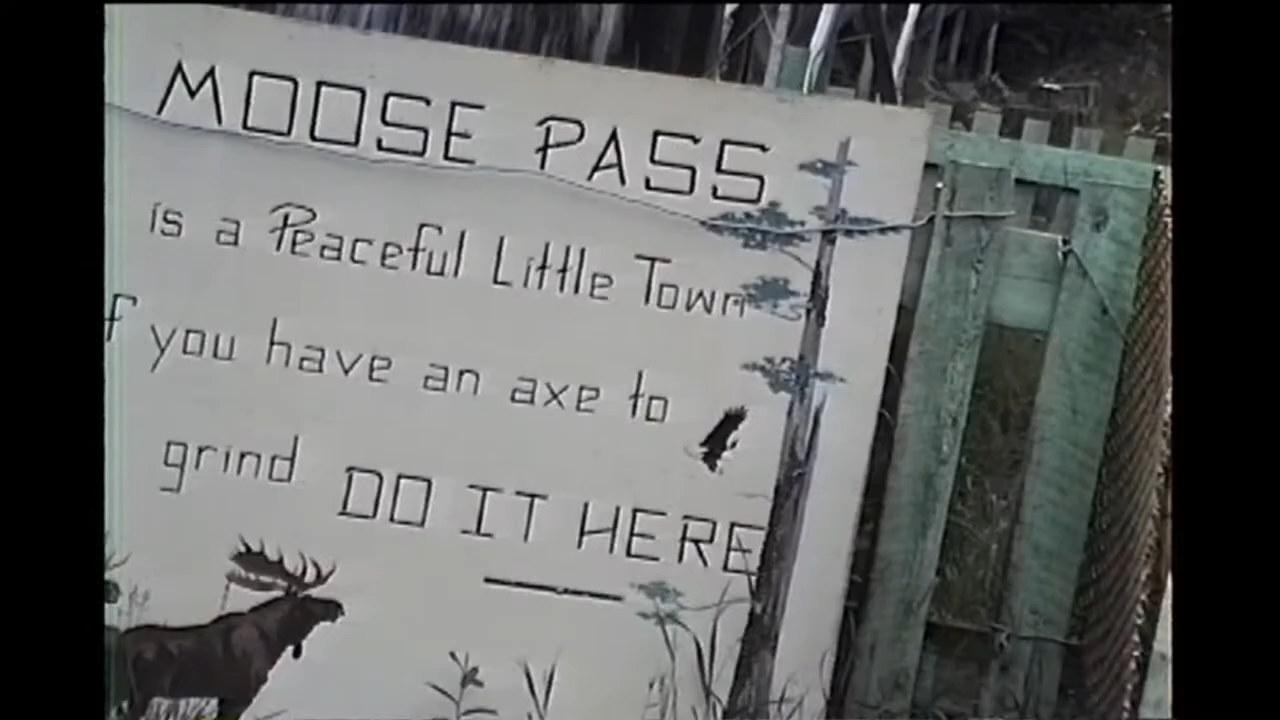 MOOSE PASS
is a Peaceful Little Town
f you have an axe to
grind DO IT HERE